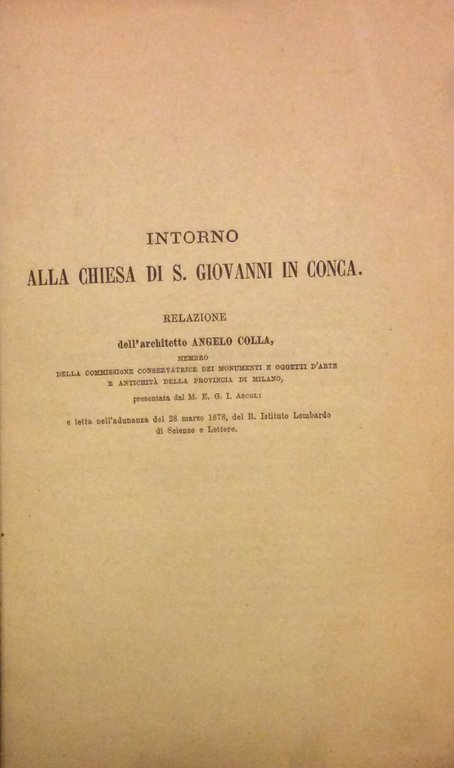 INTORNO
ALLA CHIESA DI S. GIOVANNI IN CONCA.
RELAZIONE
dell'architetto ANGELO COLLA,
MEMBRO
DELLA COMMISSIONE CONSERVATRICE DEI MONUMENTI E OGGETTI D'ARTE
E ANTICHITÀ DELLA PROVINCIA DI MILANO,
presentata dal M. E. G. I. ASCOLI
e letta nell'adunanza del 28 marzo 1878, del R. Istituto Lombardo
di Scienze e Lettere.